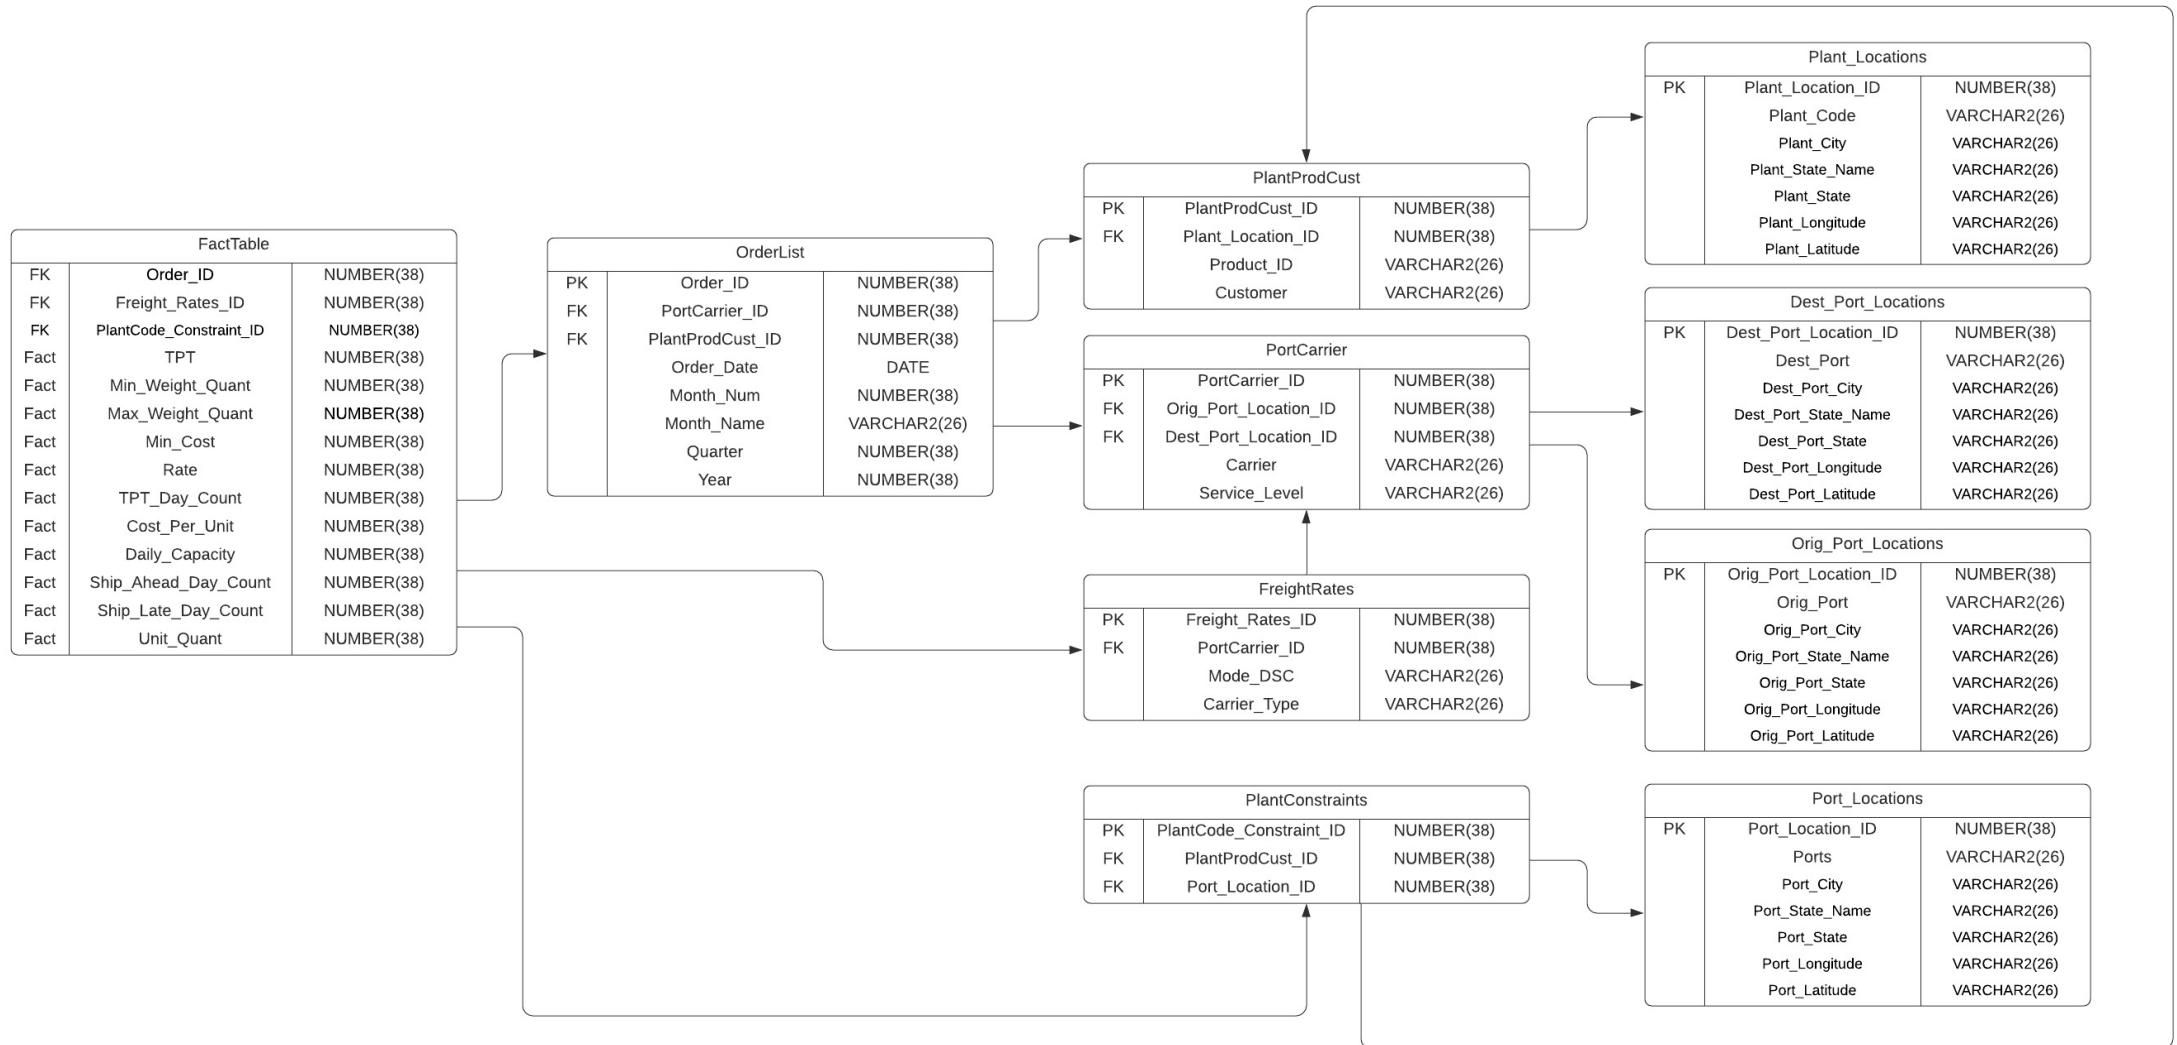 FactTable
FK Order_ID NUMBER(38)
FK Freight_Rates_ID NUMBER(38)
FK PlantCode_Constraint_ID NUMBER(38)
Fact TPT NUMBER(38)
Fact Min_Weight_Quant NUMBER(38)
Fact Max_Weight_Quant NUMBER(38)
Fact Min_Cost NUMBER(38)
Fact Rate NUMBER(38)
Fact TPT_Day_Count NUMBER(38)
Fact Cost_Per_Unit NUMBER(38)
Fact Daily_Capacity NUMBER(38)
Fact Ship_Ahead_Day_Count NUMBER(38)
Fact Ship_Late_Day_Count NUMBER(38)
Fact Unit_Quant NUMBER(38)
OrderList
PK Order_ID NUMBER(38)
FK PortCarrier_ID NUMBER(38)
FK PlantProdCust_ID NUMBER(38)
Order_Date DATE
Month_Num NUMBER(38)
Month_Name VARCHAR2(26)
Quarter NUMBER(38)
Year NUMBER(38)
PlantProdCust
PK PlantProdCust_ID NUMBER(38)
FK Plant_Location_ID NUMBER(38)
Product_ID VARCHAR2(26)
Customer VARCHAR2(26)
PortCarrier
PK PortCarrier_ID NUMBER(38)
FK Orig_Port_Location_ID NUMBER(38)
FK Dest_Port_Location_ID NUMBER(38)
Carrier VARCHAR2(26)
Service_Level VARCHAR2(26)
FreightRates
PK Freight_Rates_ID NUMBER(38)
FK PortCarrier_ID NUMBER(38)
Mode_DSC VARCHAR2(26)
Carrier_Type VARCHAR2(26)
PlantConstraints
PK PlantCode_Constraint_ID NUMBER(38)
FK PlantProdCust_ID NUMBER(38)
FK Port_Location_ID NUMBER(38)
Plant_Locations
PK Plant_Location_ID NUMBER(38)
Plant_Code VARCHAR2(26)
Plant_City VARCHAR2(26)
Plant_State_Name VARCHAR2(26)
Plant_State VARCHAR2(26)
Plant_Longitude VARCHAR2(26)
Plant_Latitude VARCHAR2(26)
Dest_Port_Locations
PK Dest_Port_Location_ID NUMBER(38)
Dest_Port VARCHAR2(26)
Dest_Port_City VARCHAR2(26)
Dest_Port_State_Name VARCHAR2(26)
Dest_Port_State VARCHAR2(26)
Dest_Port_Longitude VARCHAR2(26)
Dest_Port_Latitude VARCHAR2(26)
Orig_Port_Locations
PK Orig_Port_Location_ID NUMBER(38)
Orig_Port VARCHAR2(26)
Orig_Port_City VARCHAR2(26)
Orig_Port_State_Name VARCHAR2(26)
Orig_Port_State VARCHAR2(26)
Orig_Port_Longitude VARCHAR2(26)
Orig_Port_Latitude VARCHAR2(26)
Port_Locations
PK Port_Location_ID NUMBER(38)
Ports VARCHAR2(26)
Port_City VARCHAR2(26)
Port_State_Name VARCHAR2(26)
Port_State VARCHAR2(26)
Port_Longitude VARCHAR2(26)
Port_Latitude VARCHAR2(26)